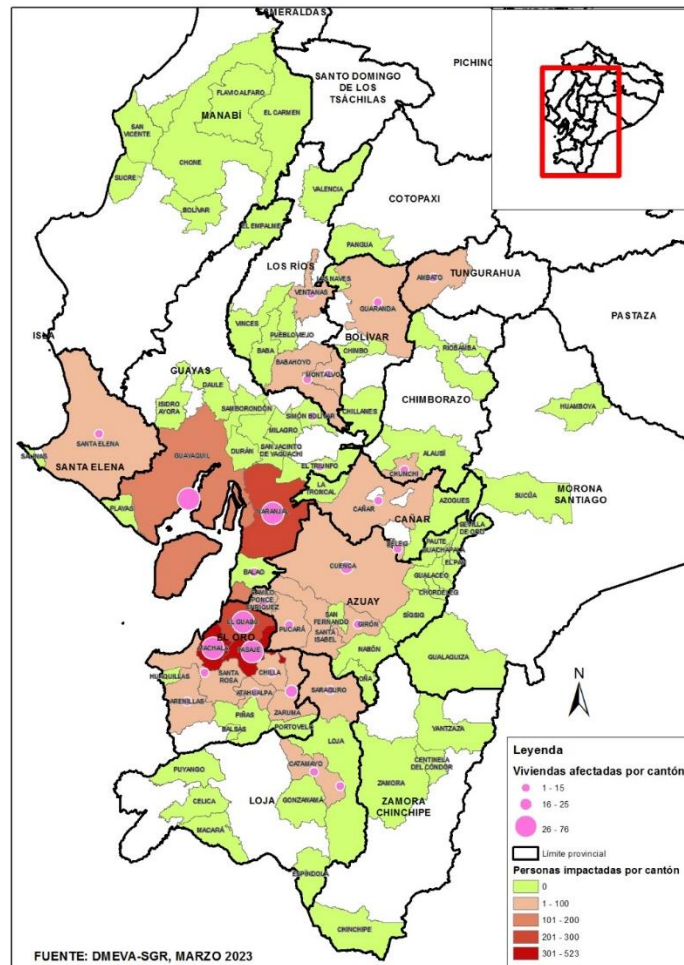 ESMERALDAS
SANTO DOMINGO
DE LOS
TSÁCHILAS
PICHINC
FLAVIO ALFARO
MANABÍ
EL CARMEN
SAN
VICENTE
CHONE
SUCRE
BOLÍVAR
VALENCIA
COTOPAXI
EL EMPALME
PANGUA
LOS RÍOS
LAS NAVES
VENTANAS
AMBATO
TUNGURAHUA
GUARANDA
PASTAZA
VINCES
PUEBLOVIEJO
BOLÍVAR
BABA
CHIMBO
RIOBAMBA
ISLA
BABAHOYO
MONTALVO
GUAYAS
DAULE
ISIDRO
AYORA
SAMBORONDÓN
SIMÓN BOLÍVAR
CHILLANES
CHIMBORAZO
HUAMBOYA
MILAGRO
SANTA ELENA
GUAYAQUIL
DURÁN
SAN JACINTO
DE YAGUACHI
ALAUSÍ
SALINAS
SANTA ELENA
EL TRIUNFO
CHUNCHI
MORONA
SANTIAGO
LA
TRONCAL
SUCÚA
PLAYAS
NARANJAL
CAÑAR
AZOGUES
CAÑAR
SEVILLA
DE ORO
DÉLEG
PAUTE
GUACHAPALA
EL PAN
BALAO
CUENCA
GUALACEO
CHORDELEG
CAMILO
PONCE
ENRÍQUEZ
AZUAY
EL GUABO
PUCARÁ
SAN
FERNANDO
GIRÓN
SÍGSIG
SANTA
ISABEL
EL ORO
MACHALA
PASAJE
NABÓN
GUALAQUIZA
HUAQUILLAS
SANTA
ROSA
CHILLA
OÑA
ARENILLAS
ATAHUALPA
SARAGURO
ZARUMA
PIÑAS
BALSAS
PORTOVELO
LOJA
YANTZAZA
PUYANGO
CATAMAYO
CENTINELA
DEL CÓNDOR
ZAMORA
CELICA
LOJA
GONZANAMÁ
ZAMORA
CHINCHIPE
MACARÁ
ESPÍNDOLA
CHINCHIPE
N
Leyenda
Viviendas afectadas por cantón
1 - 15
16 - 25
26 - 76
Límite provincial
Personas impactadas por cantón
0
1 - 100
101 - 200
201 - 300
301 - 523
FUENTE: DMEVA-SGR, MARZO 2023